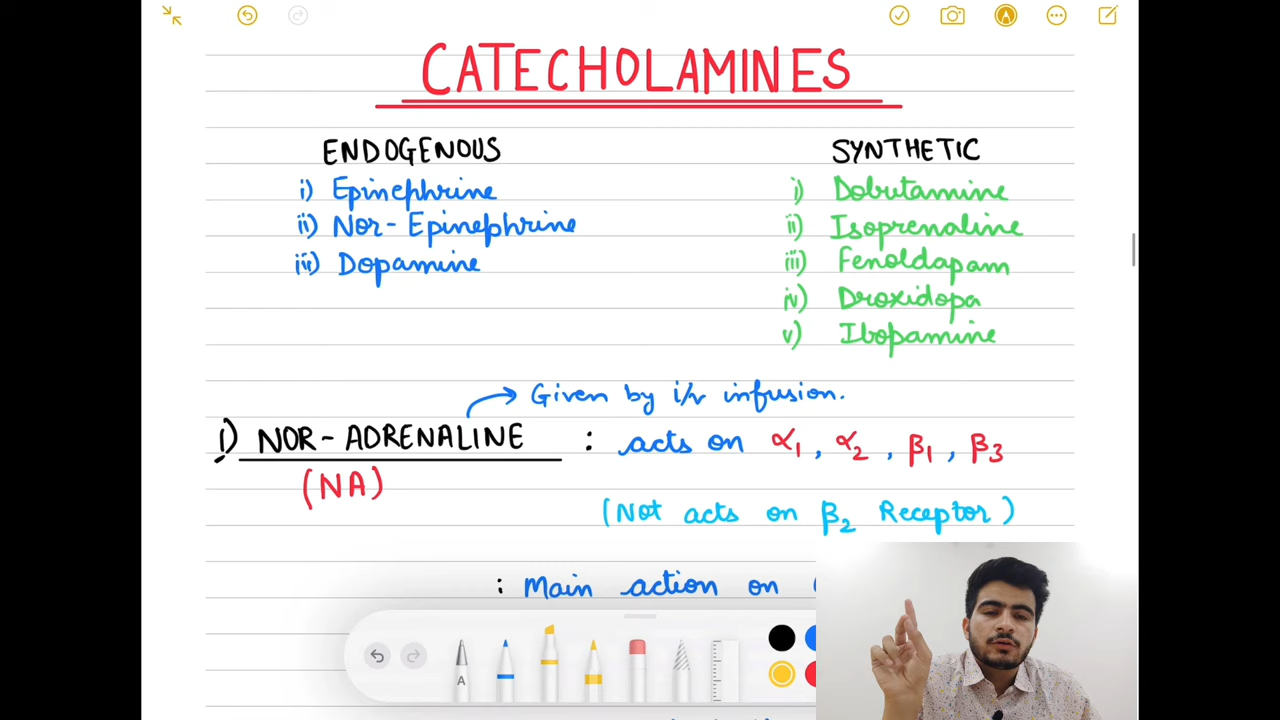 CATECHOLAMINES
ENDOGENOUS
i) Epinephrine
ii) Nor-Epinephrine
iii) Dopamine
SYNTHETIC
i) Dobutamine
ii) Isoprenaline
iii) Fenoldapam
iv) Droxidopa
v) Ibopamine
Given by i/v infusion.
1) NOR-ADRENALINE : acts on α1, α2, β1, β3
(NA)
(Not acts on β2 Receptor)
: Main action on
A